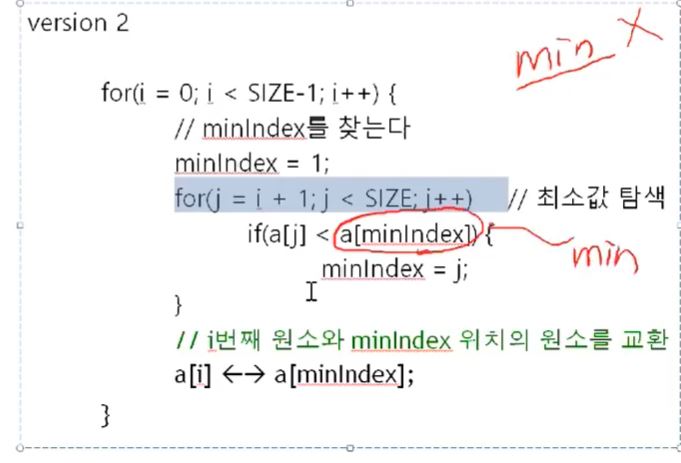 version 2
min X
for(i = 0; i < SIZE-1; i++) {
// minIndex를 찾는다
minIndex = 1;
for(j = i + 1; j < SIZE; j++) // 최소값 탐색
if(a[j] < a[minIndex]) {
min
minIndex = j;
}
// i번째 원소와 minIndex 위치의 원소를 교환
a[i] <-> a[minIndex];
}